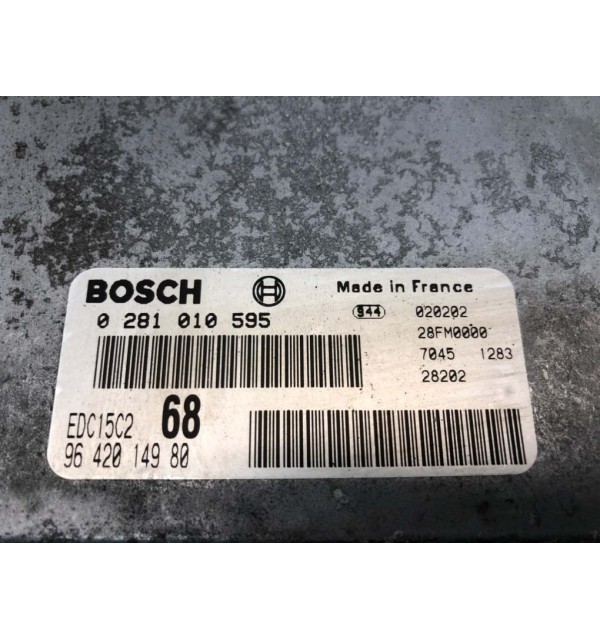 BOSCH
Made in France
0 281 010 595
S44 020202
28FM0000
7045 1283
28202
EDC15C2 68
96 420 149 80